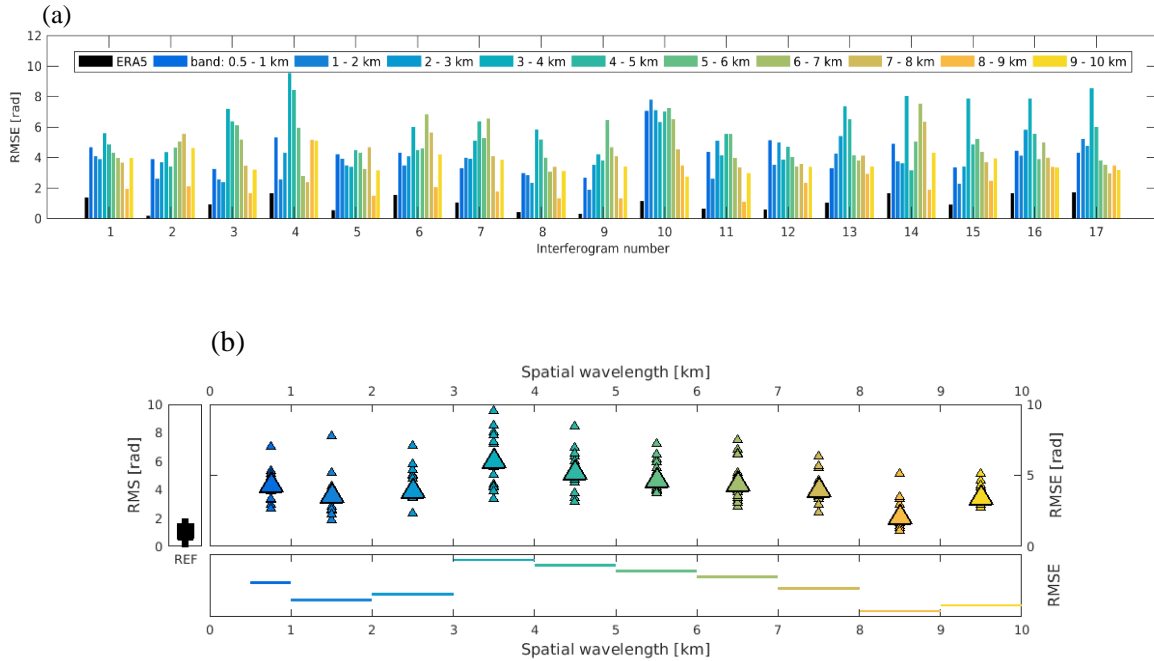 (a)
12
10
8
6
4
2
0
RMSE [rad]
ERA5 band: 0.5 - 1 km 1 - 2 km 2 - 3 km 3 - 4 km 4 - 5 km 5 - 6 km 6 - 7 km 7 - 8 km 8 - 9 km 9 - 10 km
1 2 3 4 5 6 7 8 9 10 11 12 13 14 15 16 17
Interferogram number
(b)
Spatial wavelength [km]
0 1 2 3 4 5 6 7 8 9 10
10
8
6
4
2
0
RMS [rad]
REF
10
5
0
RMSE [rad]
RMSE
0 1 2 3 4 5 6 7 8 9 10
Spatial wavelength [km]